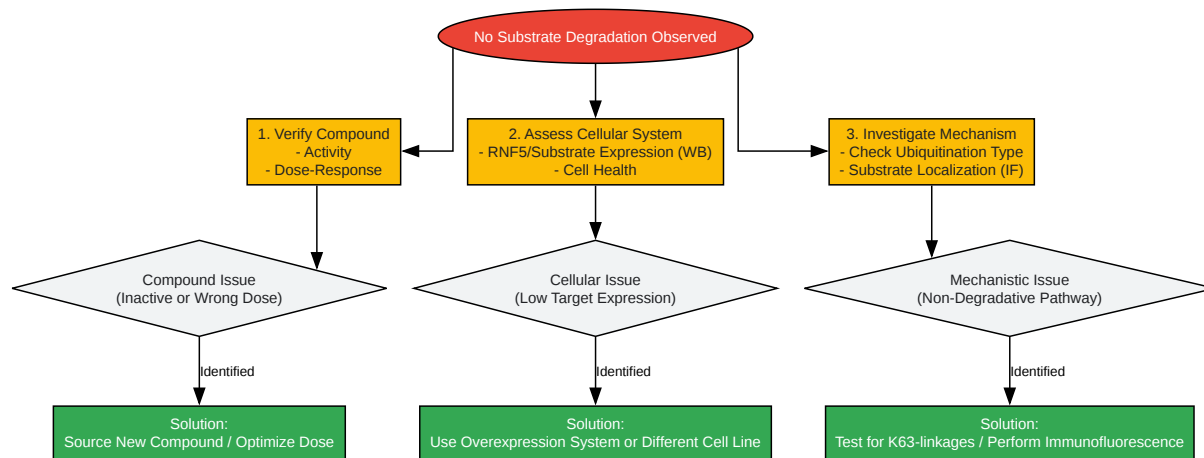 No Substrate Degradation Observed
1. Verify Compound
- Activity
- Dose-Response
2. Assess Cellular System
- RNF5/Substrate Expression (WB)
- Cell Health
3. Investigate Mechanism
- Check Ubiquitination Type
- Substrate Localization (IF)
Compound Issue
(Inactive or Wrong Dose)
Cellular Issue
(Low Target Expression)
Mechanistic Issue
(Non-Degradative Pathway)
Identified
Identified
Identified
Solution:
Source New Compound / Optimize Dose
Solution:
Use Overexpression System or Different Cell Line
Solution:
Test for K63-linkages / Perform Immunofluorescence